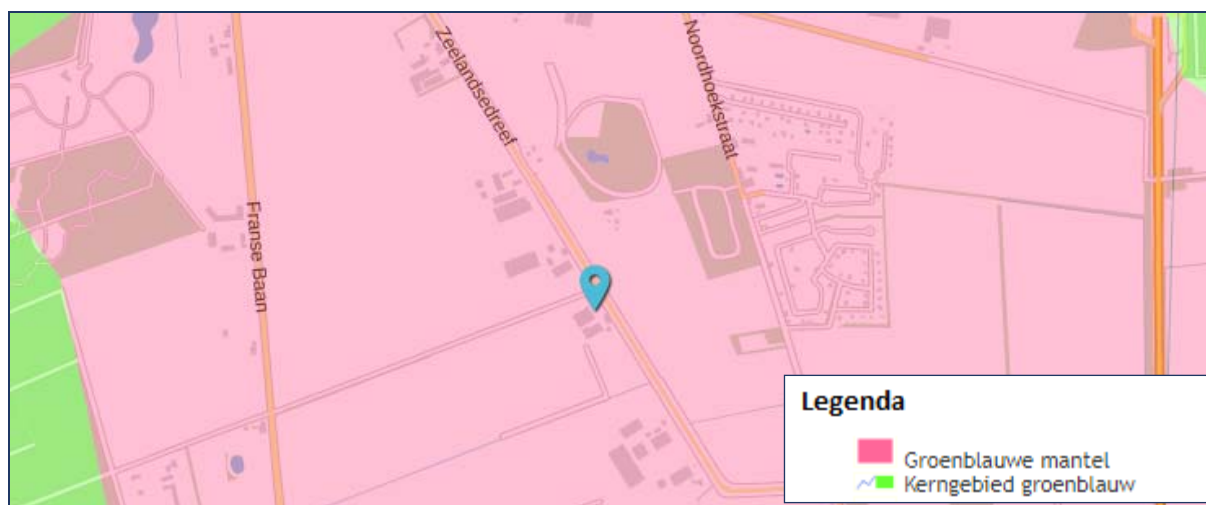 Zeelandsedreef
Noordhoekstraat
Franse Baan
Legenda
Groenblauwe mantel
Kerngebied groenblauw